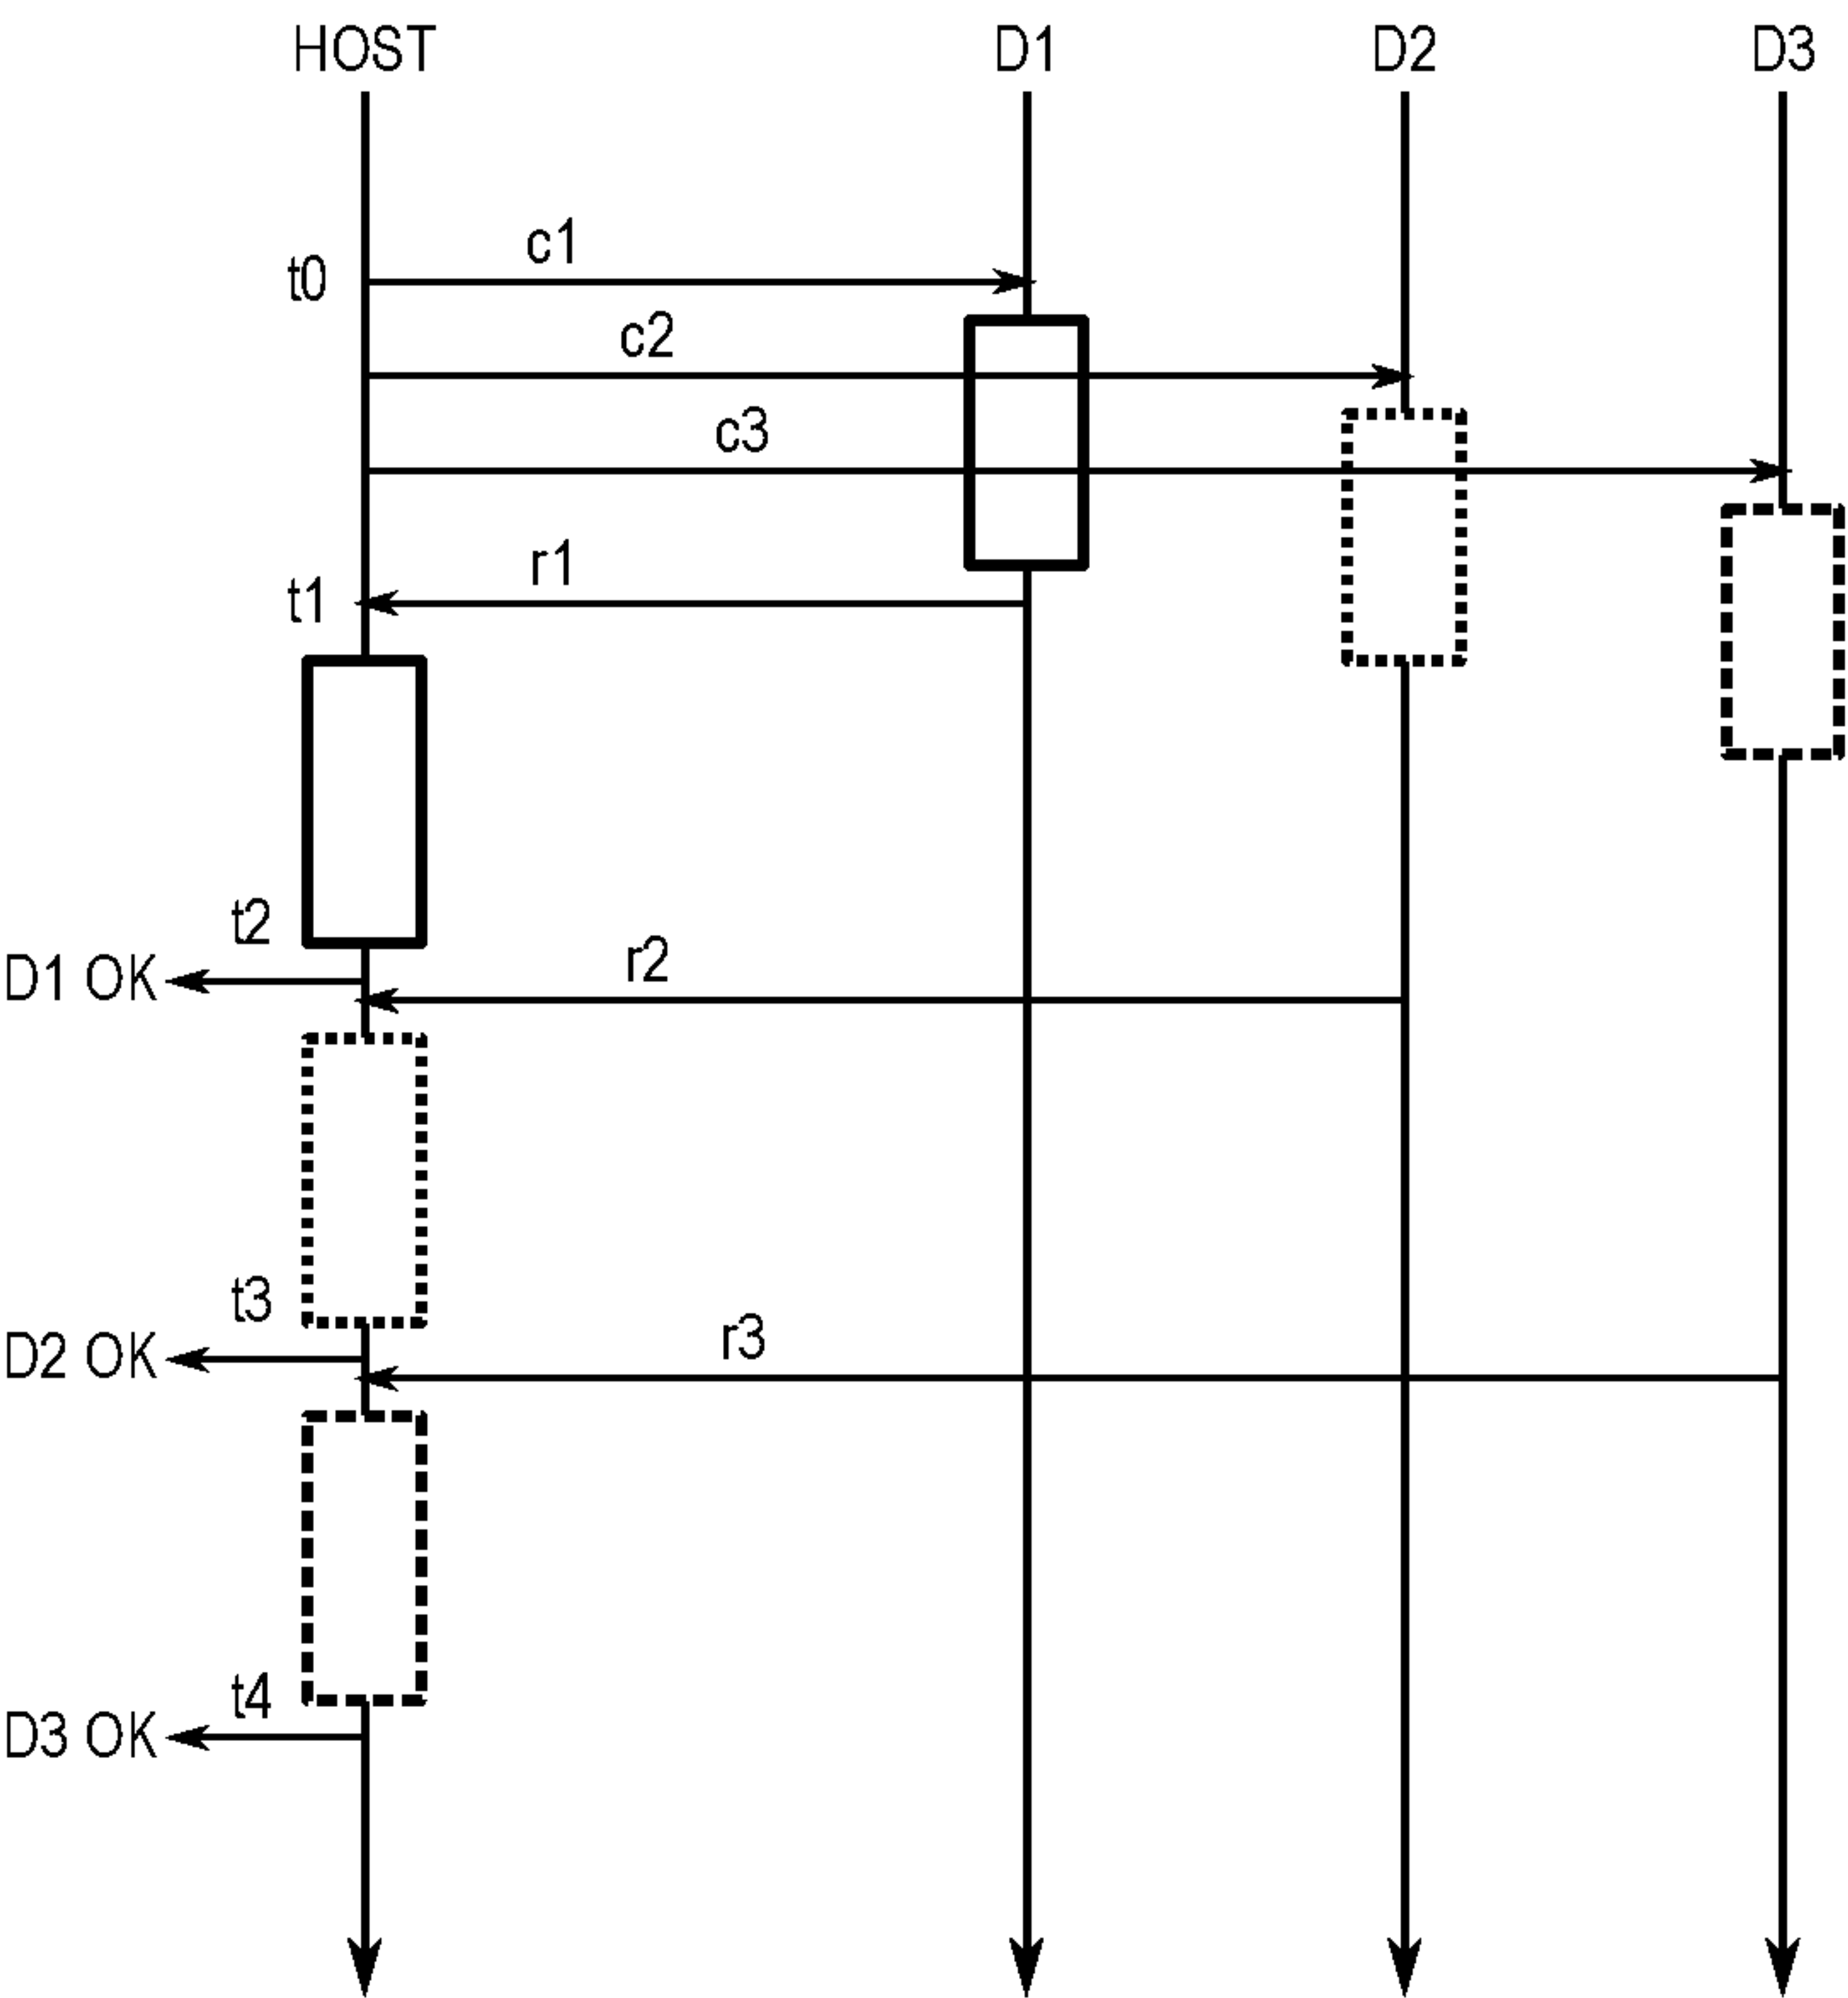 HOST D1 D2 D3
c1
t0
c2
c3
r1
t1
t2
r2
D1 OK
t3
r3
D2 OK
t4
D3 OK